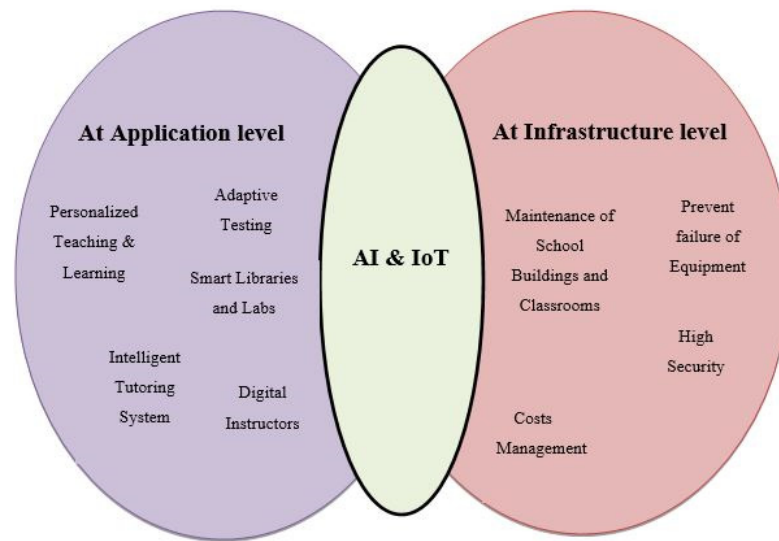 At Application level
Personalized
Teaching &
Learning
Adaptive
Testing
Smart Libraries
and Labs
Intelligent
Tutoring
System
Digital
Instructors
AI & IoT
At Infrastructure level
Maintenance of
School
Buildings and
Classrooms
Prevent
failure of
Equipment
High
Security
Costs
Management